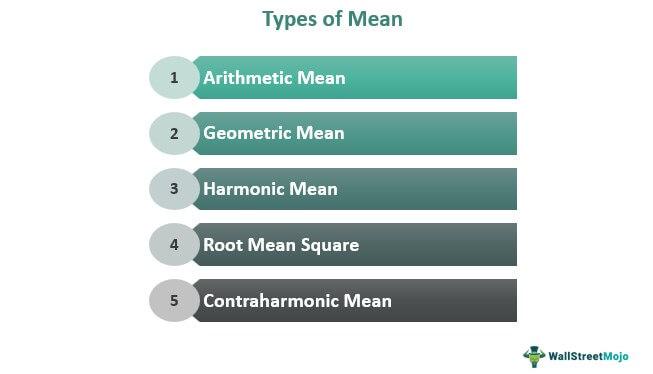 Types of Mean
1 Arithmetic Mean
2 Geometric Mean
3 Harmonic Mean
4 Root Mean Square
5 Contraharmonic Mean
WallStreetMojo